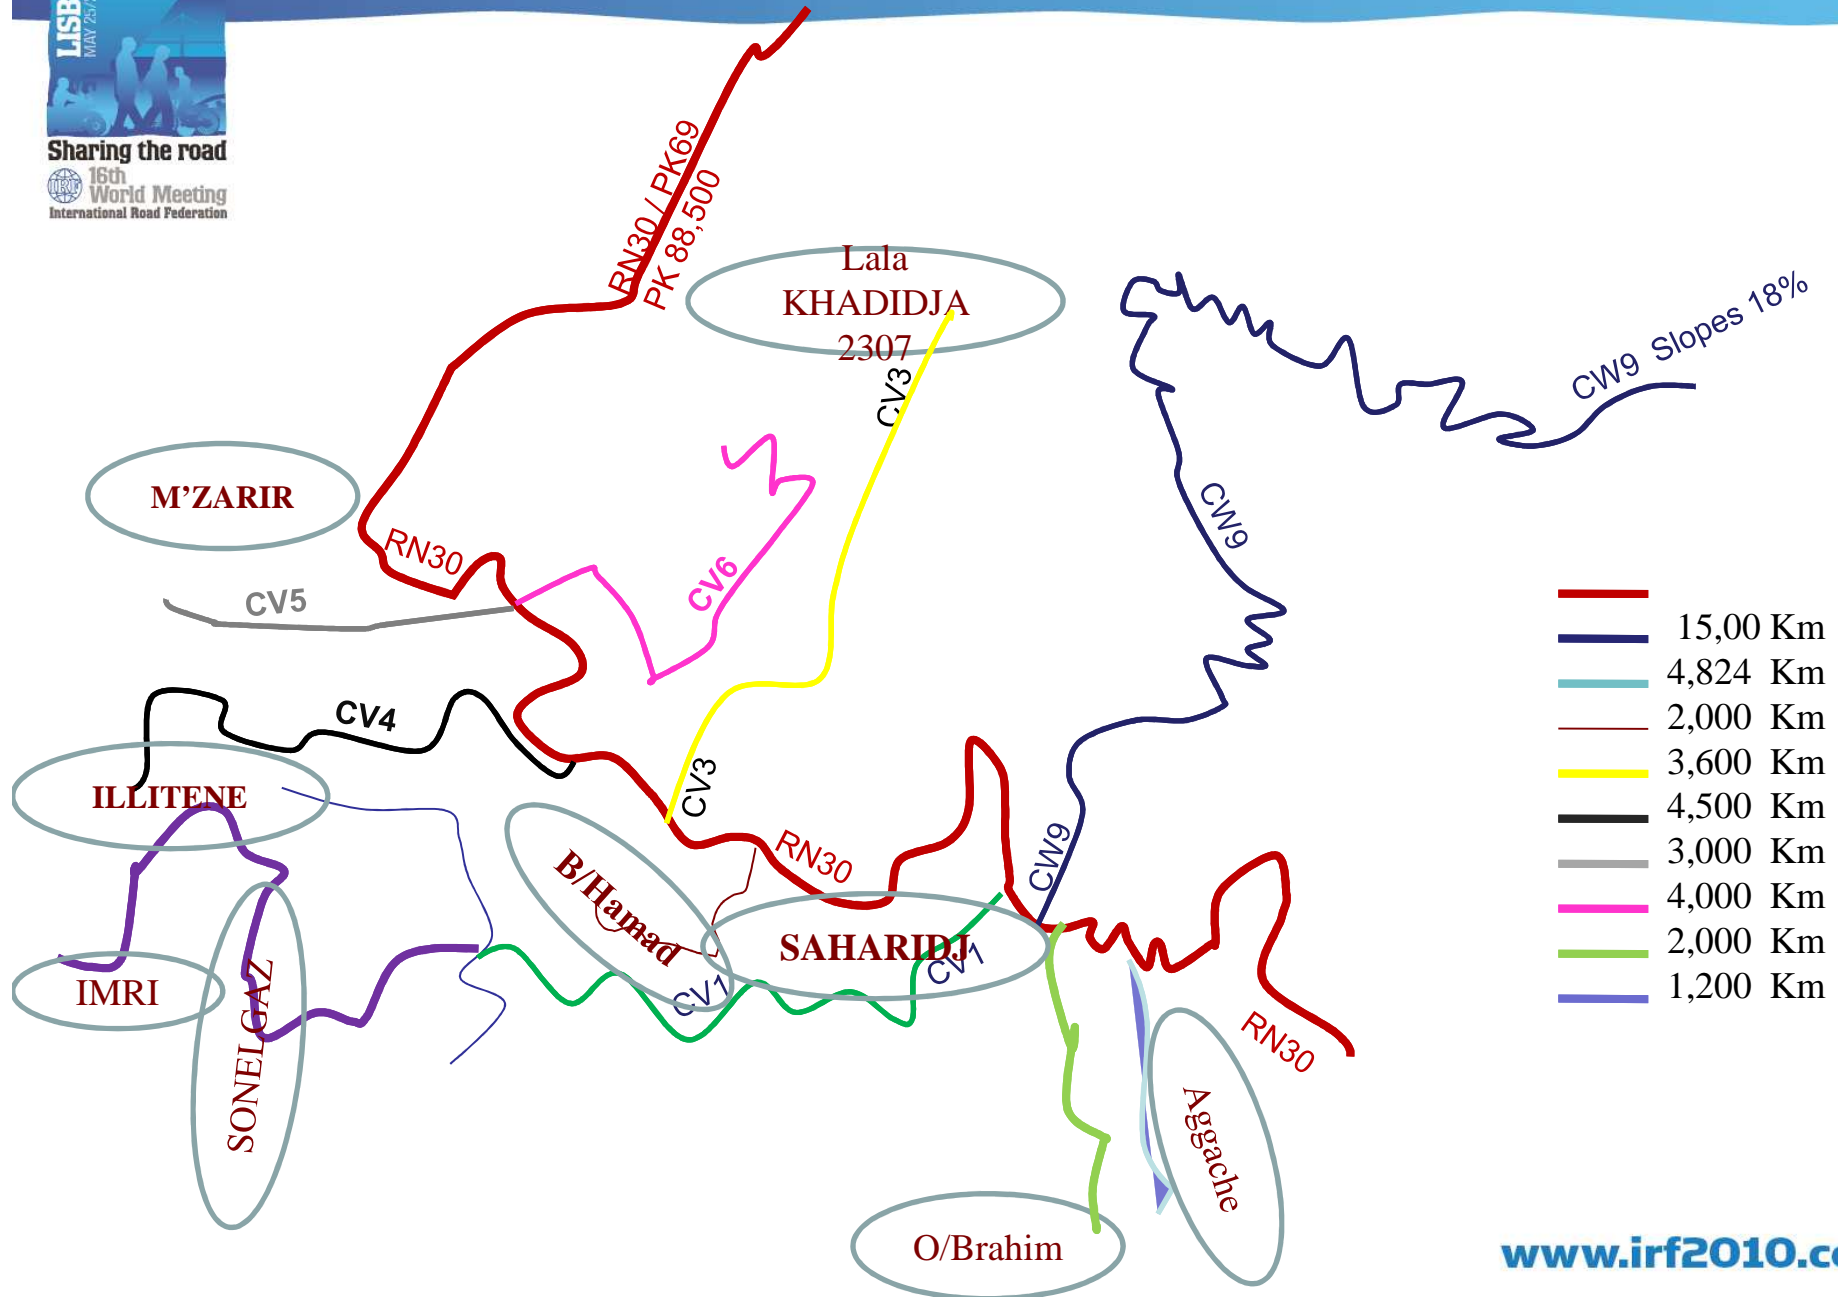 LISB
MAY 25/
Sharing the road
IRF
16th
World Meeting
International Road Federation
RN30 / PK69
PK 88,500
Lala
KHADIDJA
2307
CV3
CW9 Slopes 18%
M’ZARIR
RN30
CW9
CV6
CV5
15,00 Km
4,824 Km
CV4
2,000 Km
3,600 Km
CV3
ILLITENE
4,500 Km
RN30
3,000 Km
CW9
B/Hamad
4,000 Km
SAHARIDJ
2,000 Km
CV1
IMRI
CV1
1,200 Km
SONELGAZ
RN30
Aggache
O/Brahim
www.irf2010.c